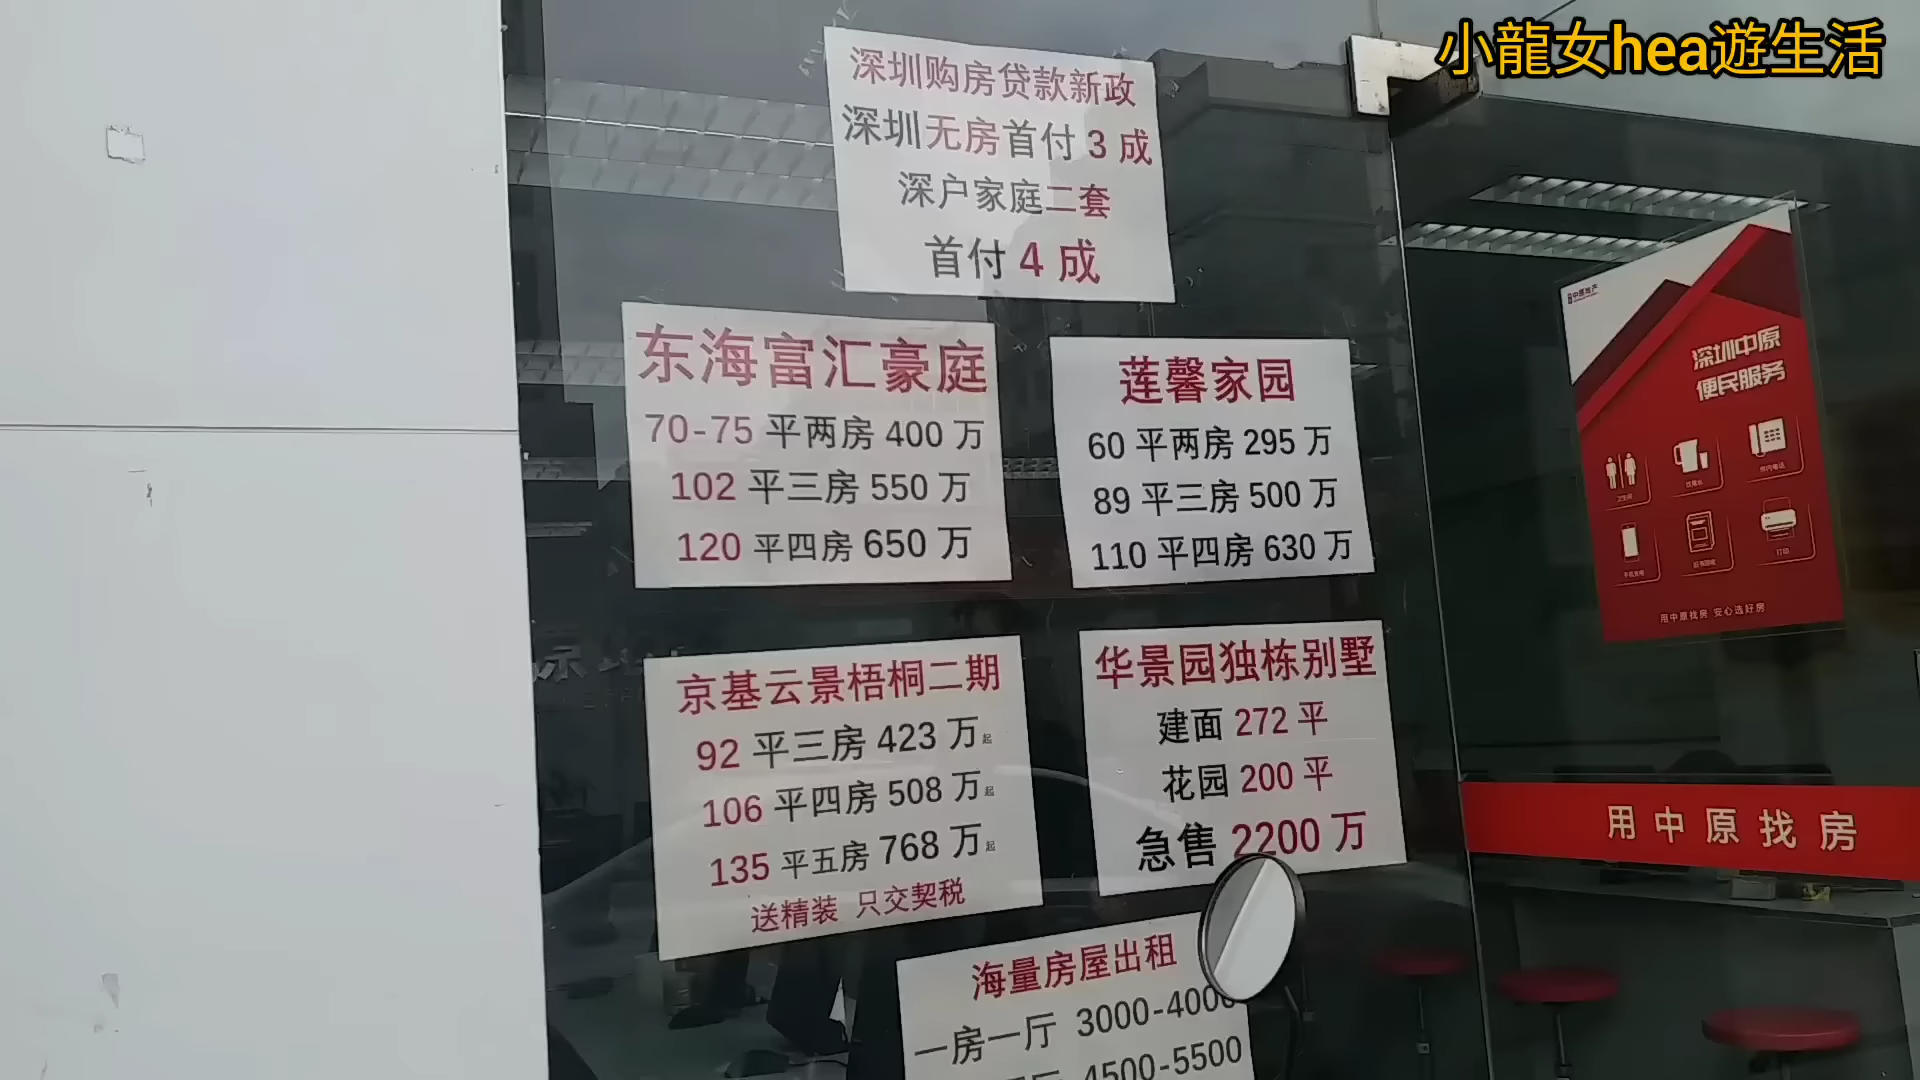 小龍女hea遊生活
深圳购房贷款新政
深圳无房首付 3 成
深户家庭二套
首付 4 成
东海富汇豪庭
70-75 平两房 400 万
102 平三房 550 万
120 平四房 650 万
莲馨家园
60 平两房 295 万
89 平三房 500 万
110 平四房 630 万
京基云景梧桐二期
92 平三房 423 万起
106 平四房 508 万起
135 平五房 768 万起
送精装 只交契税
华景园独栋别墅
建面 272 平
花园 200 平
急售 2200 万
海量房屋出租
一房一厅 3000-4000
4500-5500
中原地产
深圳中原
便民服务
卫生间
打印
用中原找房 安心选好房
用中原找房